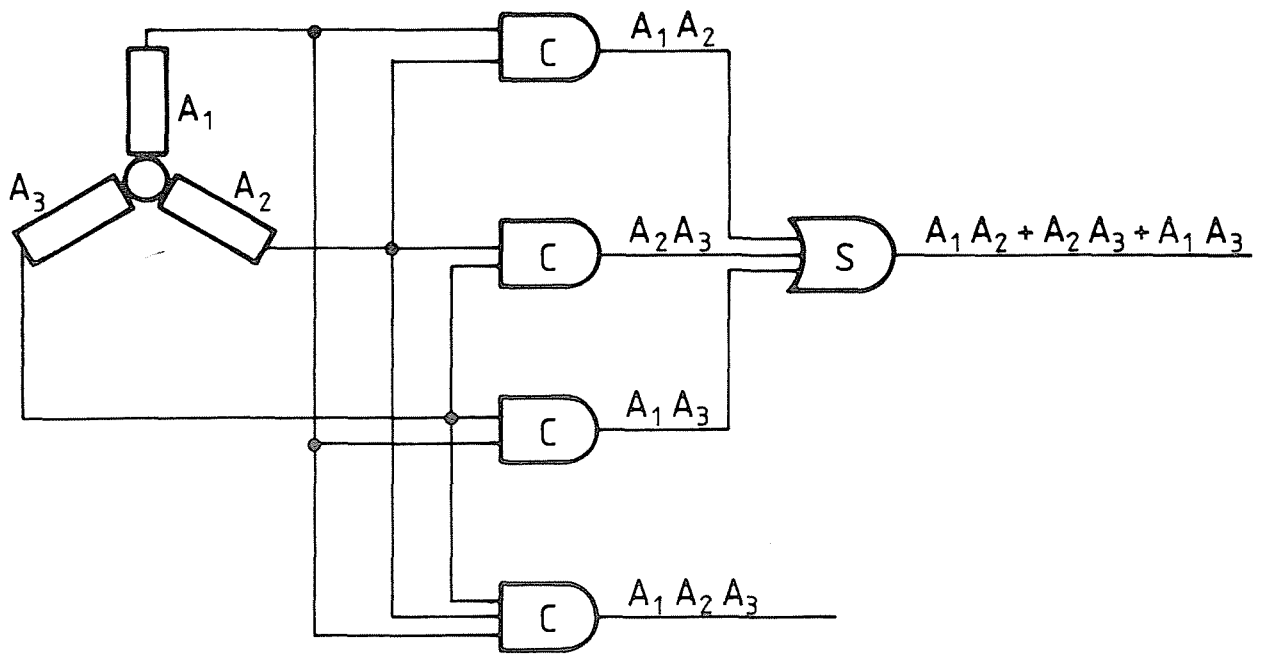 A₁
A₂
A₃
C
A₁ A₂
C
A₂ A₃
C
A₁ A₃
C
A₁ A₂ A₃
S
A₁ A₂ + A₂ A₃ + A₁ A₃